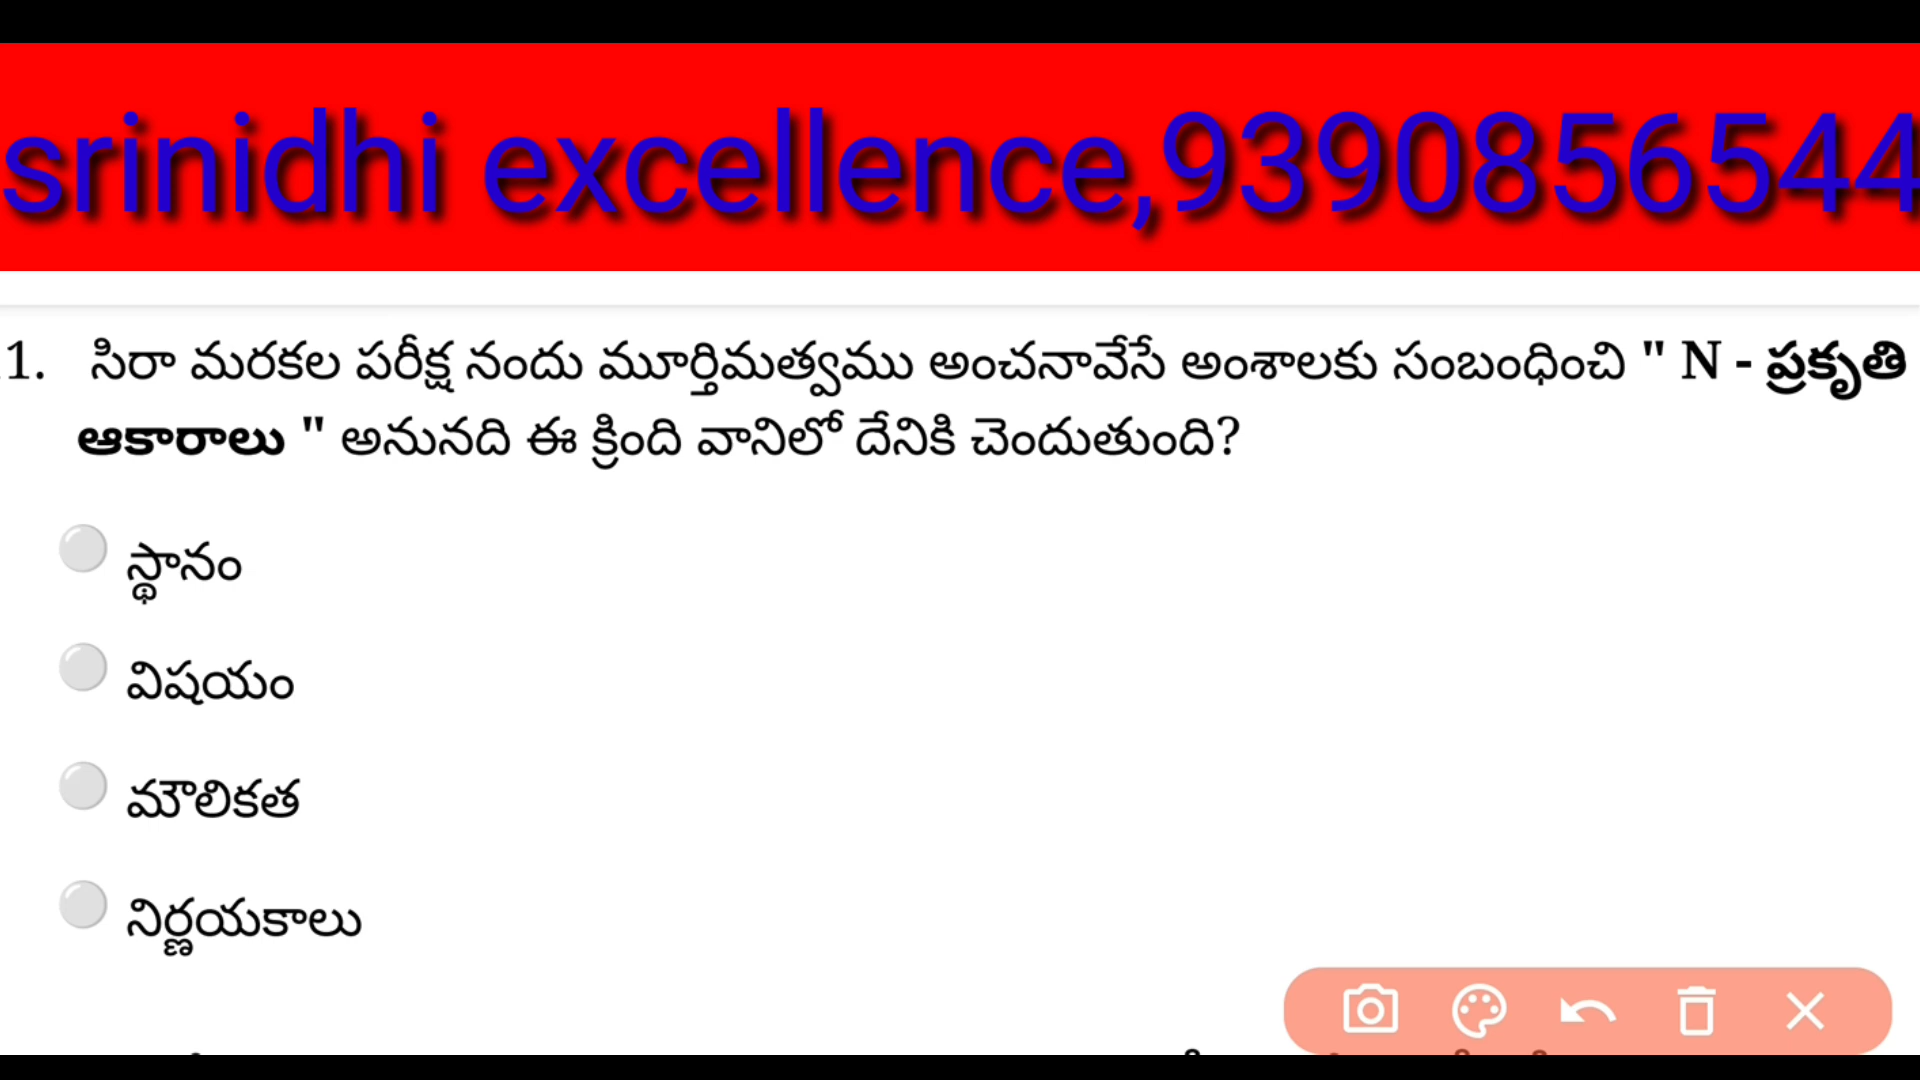 srinidhi excellence,9390856544
1. సిరా మరకల పరీక్ష నందు మూర్తిమత్వము అంచనావేసే అంశాలకు సంబంధించి " N - ప్రకృతి
ఆకారాలు " అనునది ఈ క్రింది వానిలో దేనికి చెందుతుంది?
స్థానం
విషయం
మౌలికత
నిర్ణయకాలు